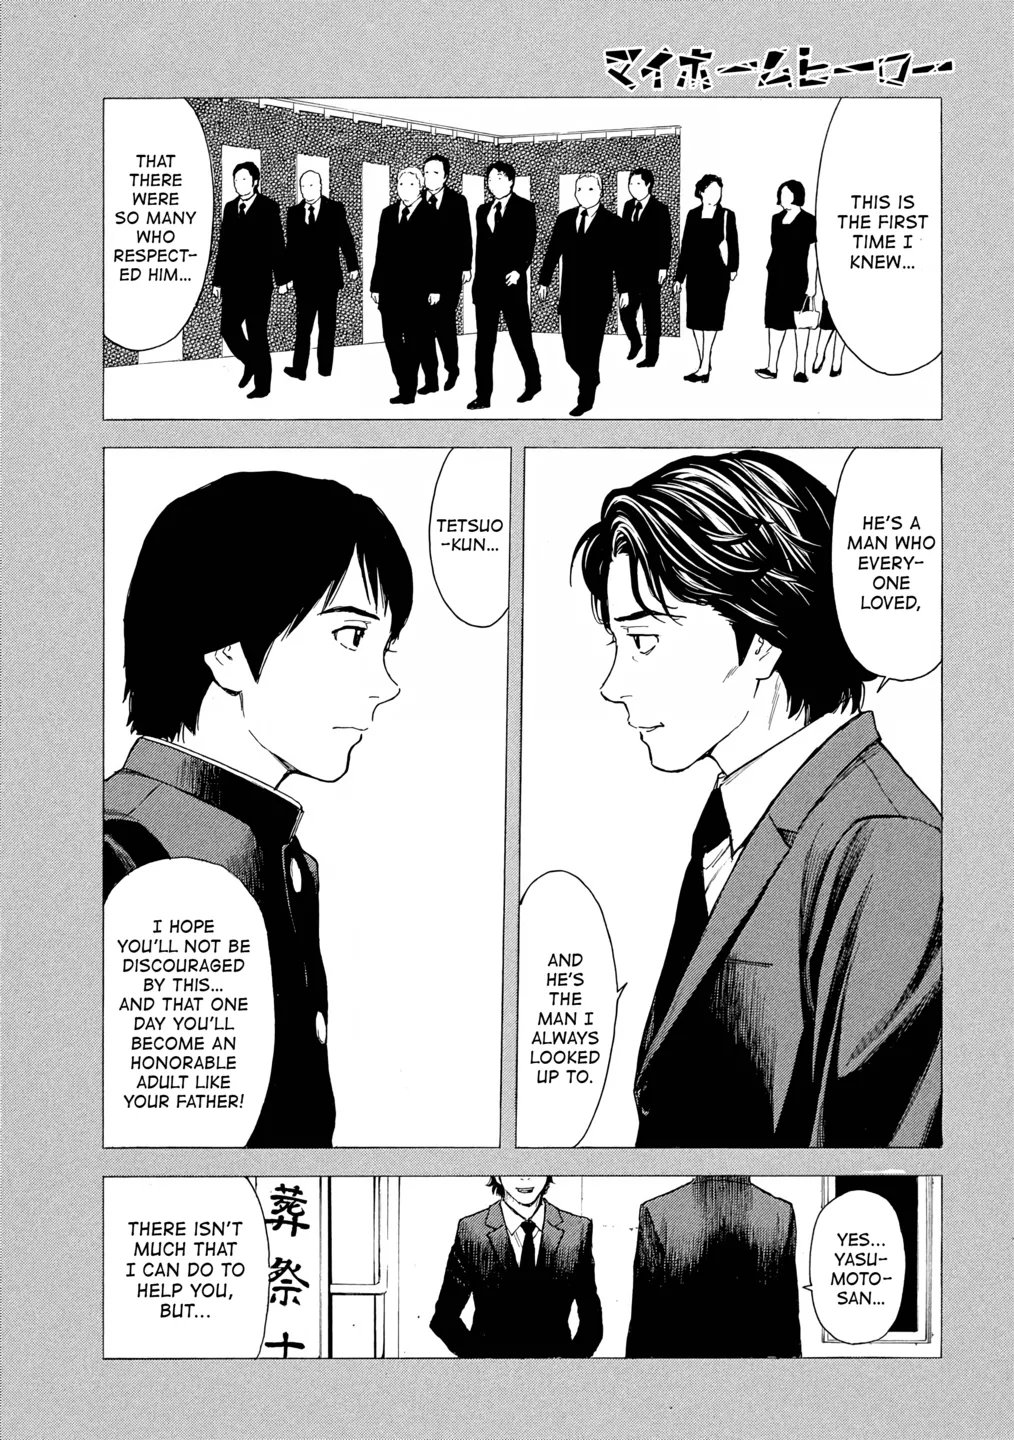 マイホームヒーロー
THIS IS
THE FIRST
TIME I
KNEW...
THAT
THERE
WERE
SO MANY
WHO
RESPECT-
ED HIM...
HE'S A
MAN WHO
EVERY-
ONE
LOVED,
AND
HE'S THE
MAN I
ALWAYS
LOOKED
UP TO.
TETSUO
-KUN...
I HOPE
YOU'LL NOT BE
DISCOURAGED
BY THIS...
AND THAT ONE
DAY YOU'LL
BECOME AN
HONORABLE
ADULT LIKE
YOUR FATHER!
YES...
YASU-
MOTO-
SAN...
THERE ISN'T
MUCH THAT
I CAN DO TO
HELP YOU,
BUT...
葬祭